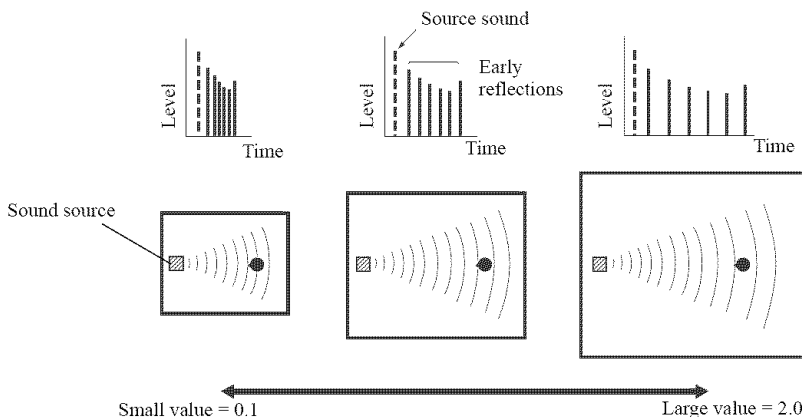 Source sound
Level
Time
Level
Early
reflections
Time
Level
Time
Sound source
Small value = 0.1
Large value = 2.0